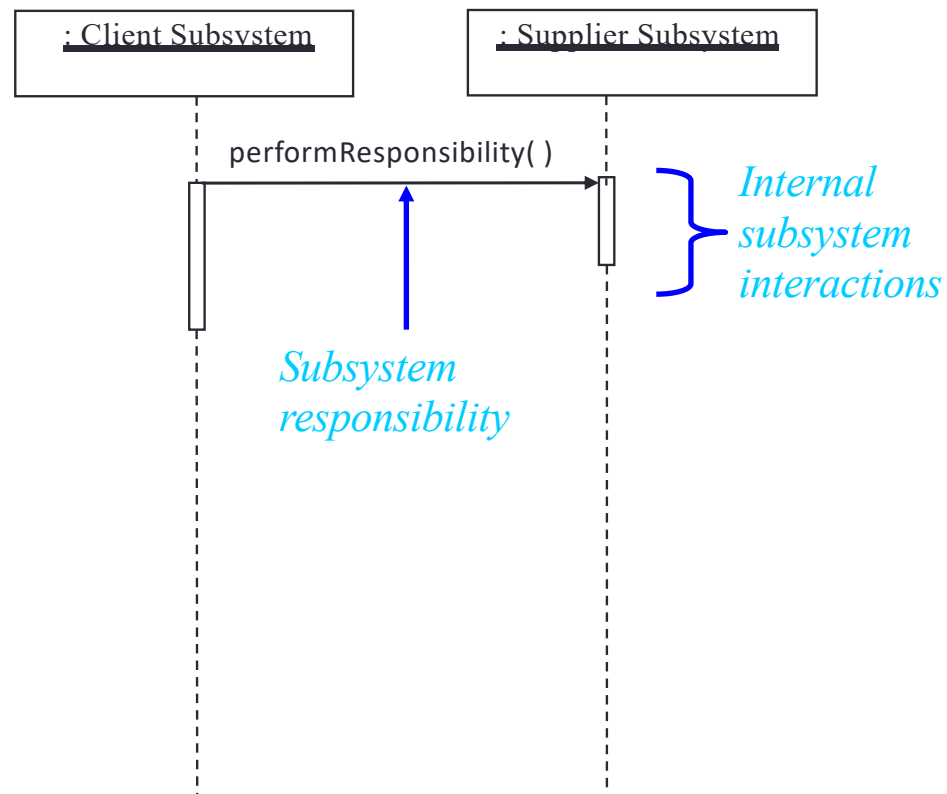 : Client Subsystem
: Supplier Subsystem
performResponsibility( )
Internal
subsystem
interactions
Subsystem
responsibility